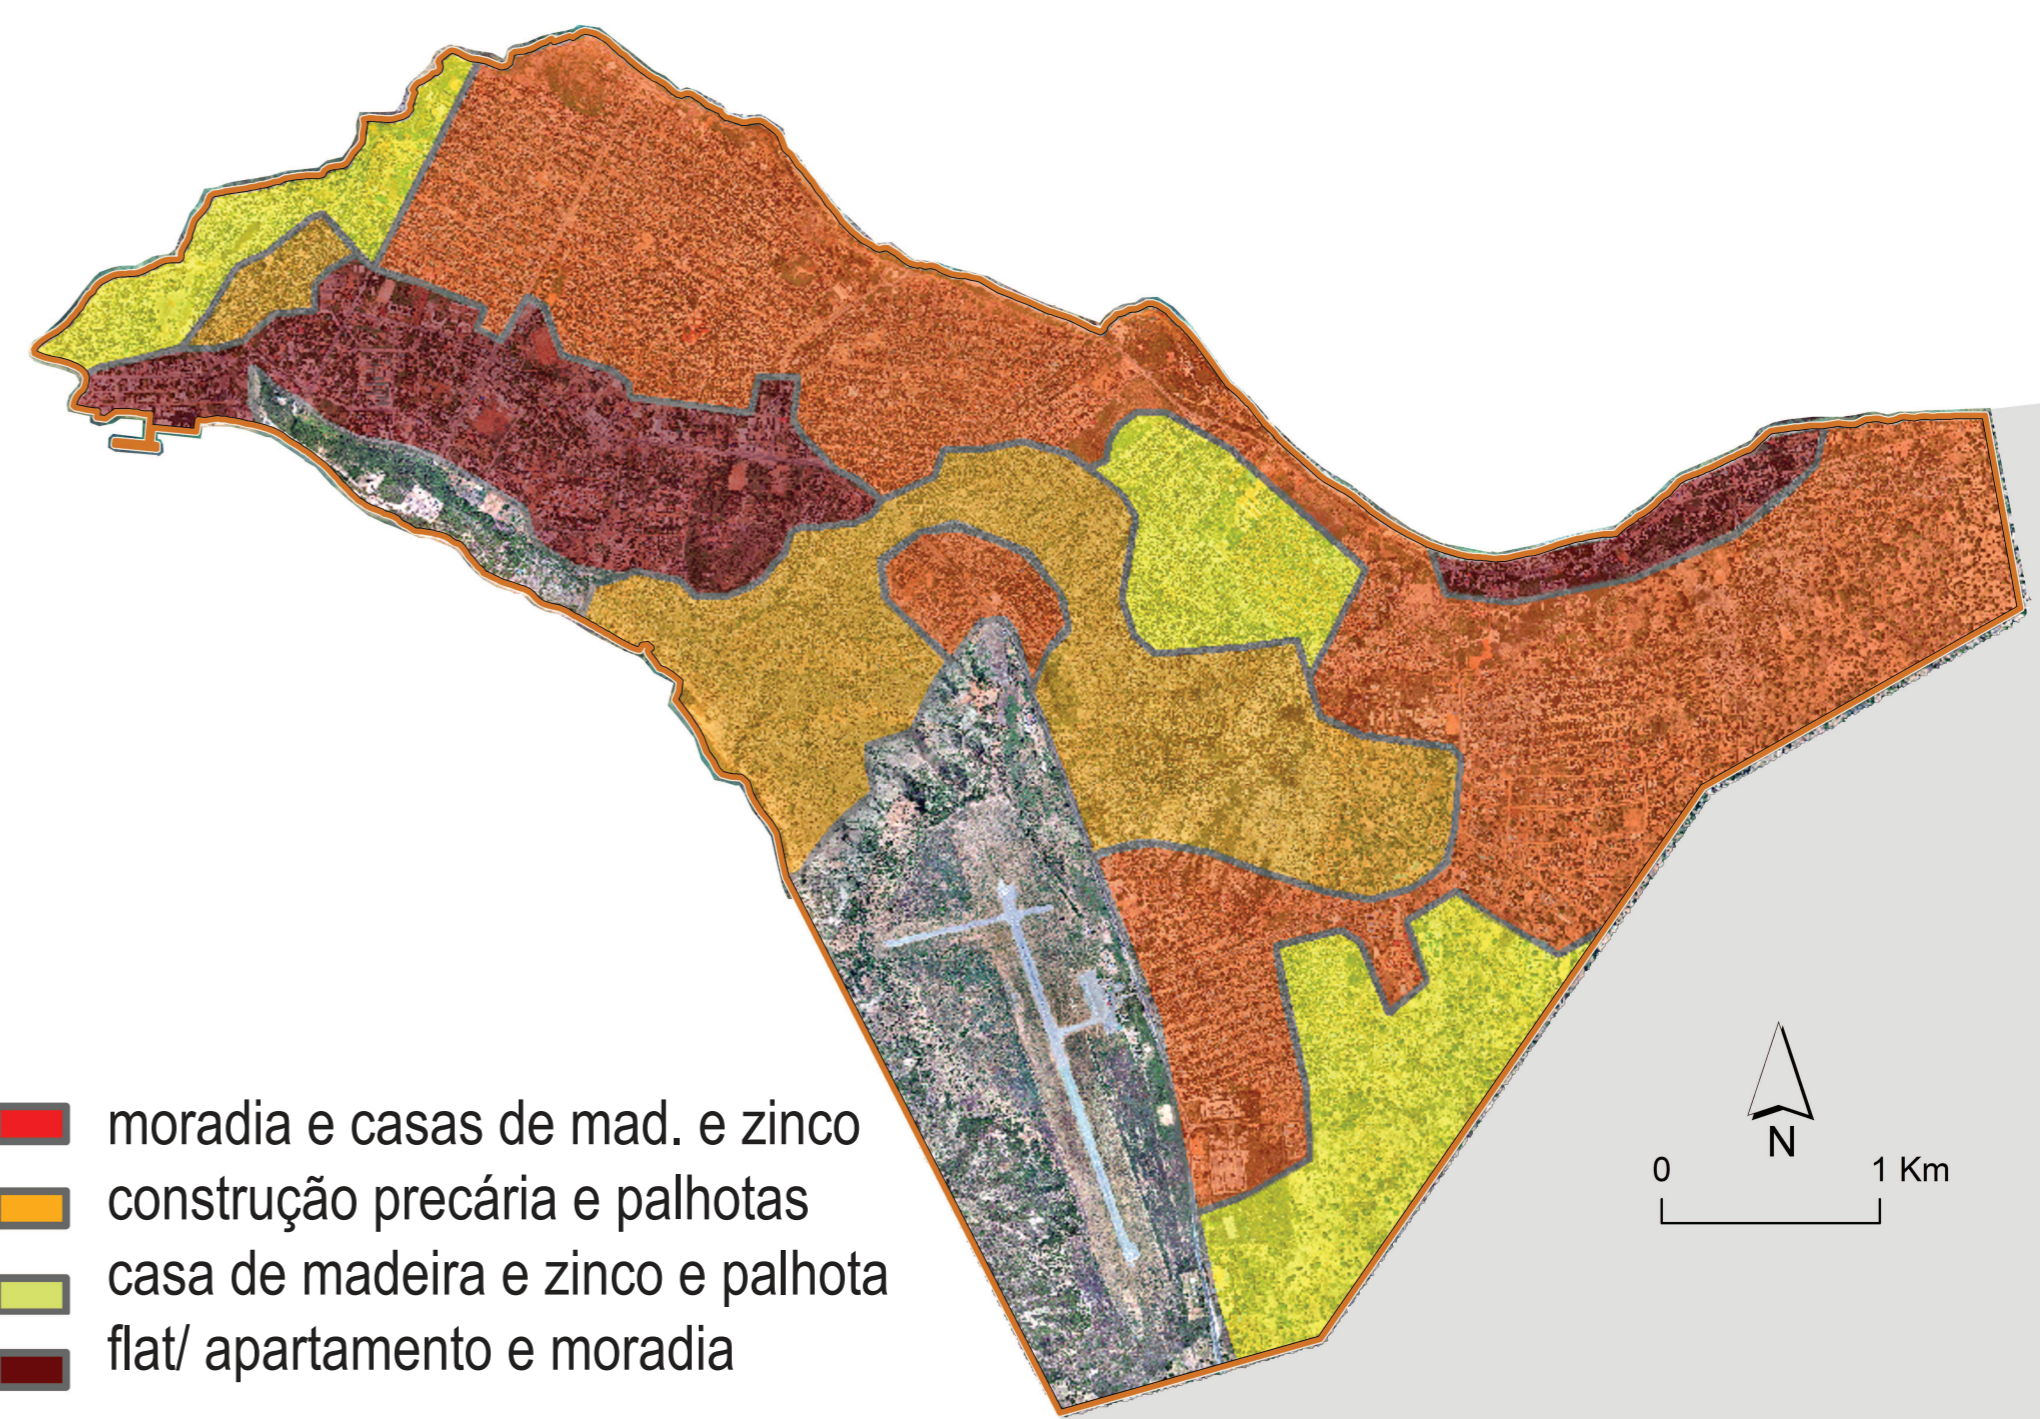 moradia e casas de mad. e zinco
construção precária e palhotas
casa de madeira e zinco e palhota
flat/ apartamento e moradia
N
0 1 Km